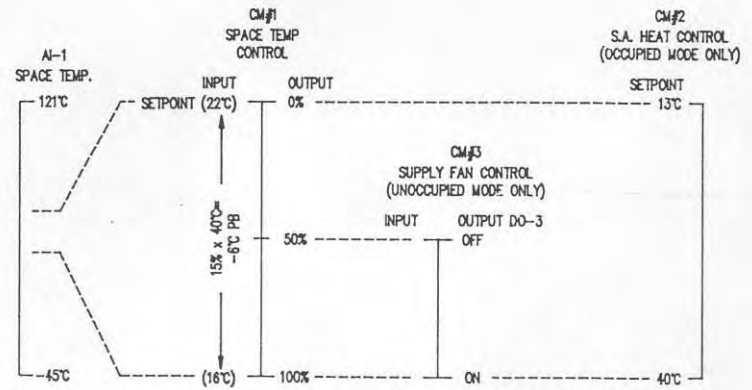 CM#1
SPACE TEMP
CONTROL
CM#2
S.A. HEAT CONTROL
(OCCUPIED MODE ONLY)
AI-1
SPACE TEMP.
INPUT
OUTPUT
SETPOINT
121°C
SETPOINT (22°C)
0%
13°C
CM#3
SUPPLY FAN CONTROL
(UNOCCUPIED MODE ONLY)
INPUT
OUTPUT DO-3
15% x 40°C=
-6°C PB
50%
OFF
-45°C
(16°C)
100%
ON
40°C